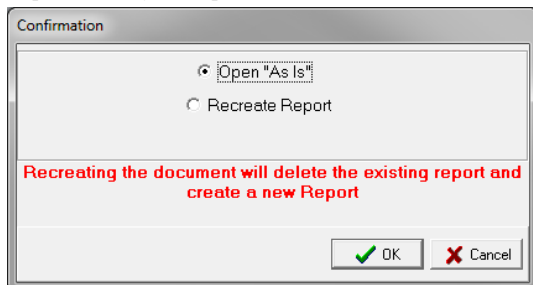 Confirmation
Open "As Is"
Recreate Report
Recreating the document will delete the existing report and
create a new Report
OK
Cancel